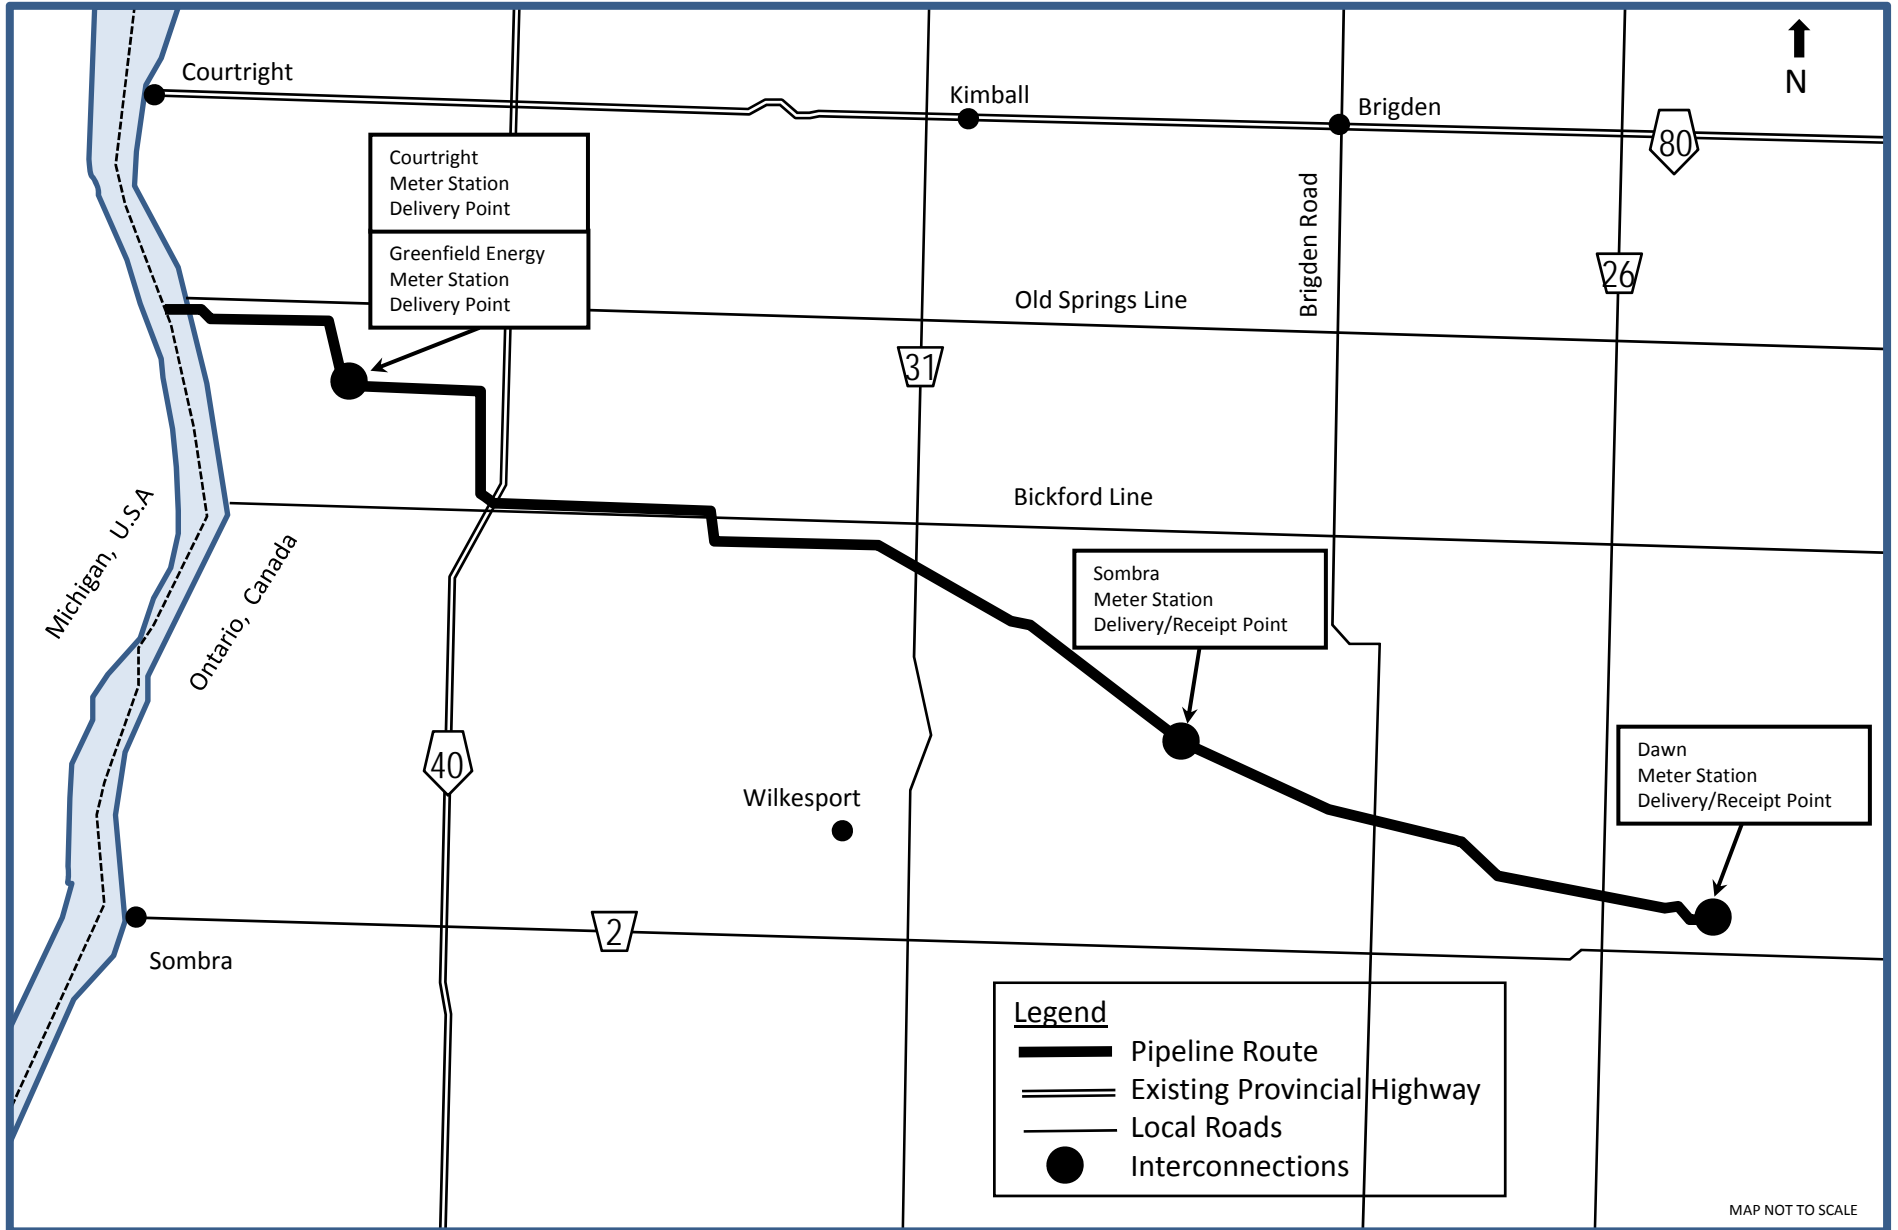 N
Courtright
Kimball
Brigden
80
Courtright
Meter Station
Delivery Point
Greenfield Energy
Meter Station
Delivery Point
Brigden Road
26
Old Springs Line
31
Bickford Line
Michigan, U.S.A
Ontario, Canada
Sombra
Meter Station
Delivery/Receipt Point
40
Dawn
Meter Station
Delivery/Receipt Point
Wilkesport
2
Sombra
Legend
Pipeline Route
Existing Provincial Highway
Local Roads
Interconnections
MAP NOT TO SCALE